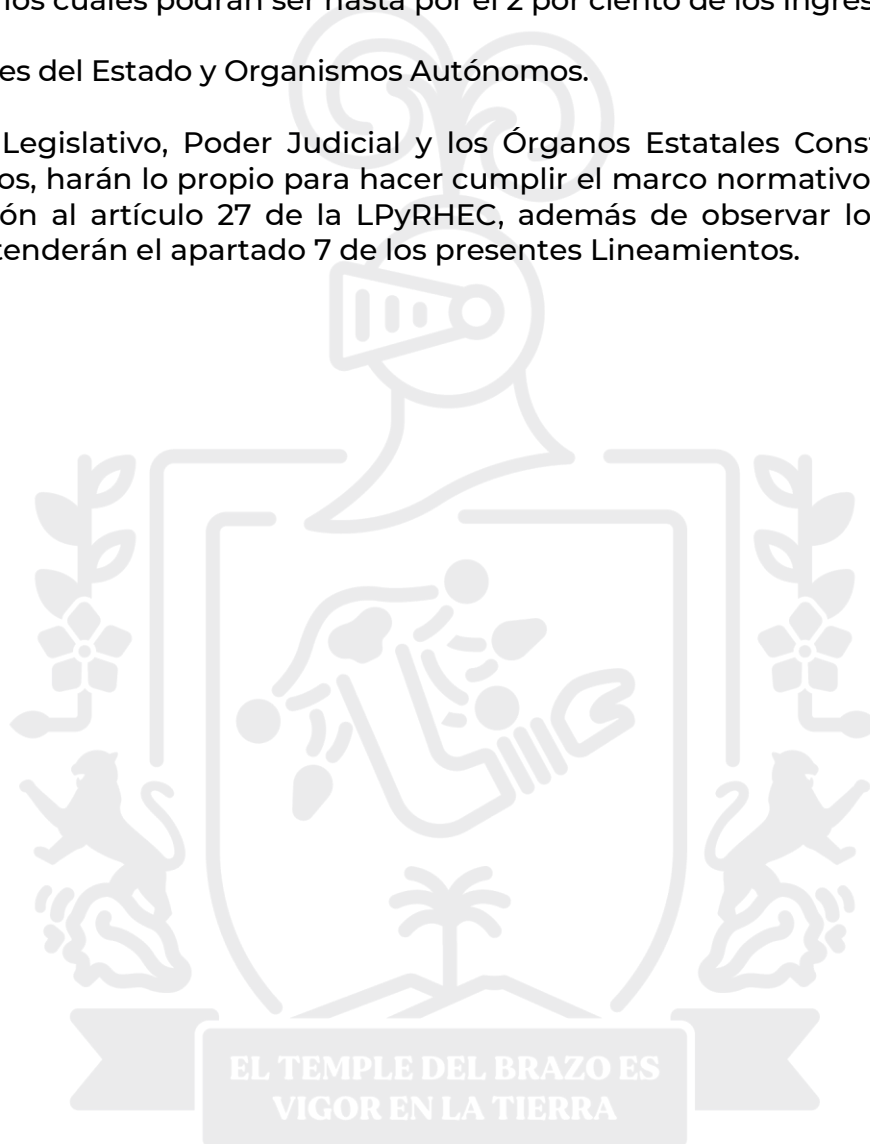 los cuales podrán ser hasta por el 2 por ciento de los
es del Estado y Organismos Autónomos.
Legislativo, Poder Judicial y los Órganos Estatales
os, harán lo propio para hacer cumplir el marco normativo
ón al artículo 27 de la LPyRHEC, además de observar lo
tenderán el apartado 7 de los presentes Lineamientos.
EL TEMPLE DEL BRAZO ES
VIGOR EN LA TIERRA